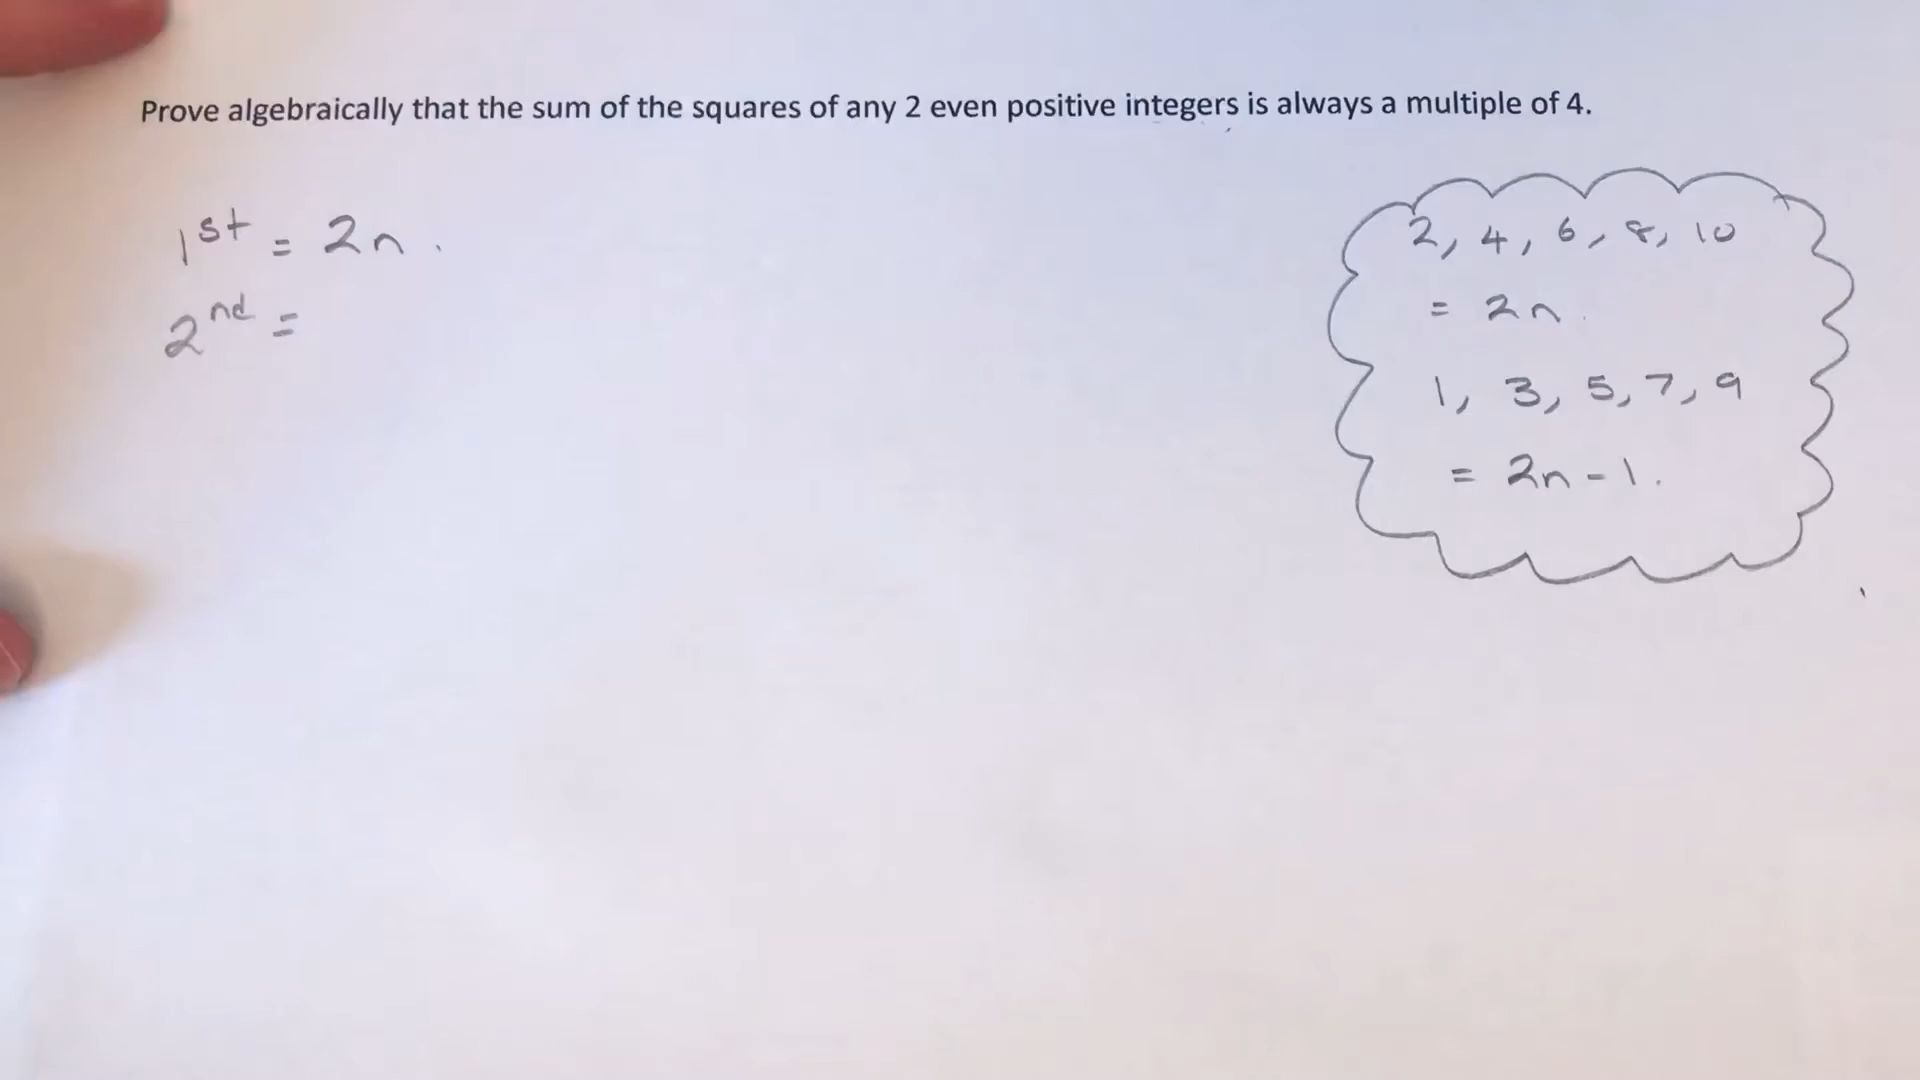 Prove algebraically that the sum of the squares of any 2 even positive integers is always a multiple of 4.
1st = 2n.
2nd =
2, 4, 6, 8, 10
= 2n.
1, 3, 5, 7, 9
= 2n - 1.